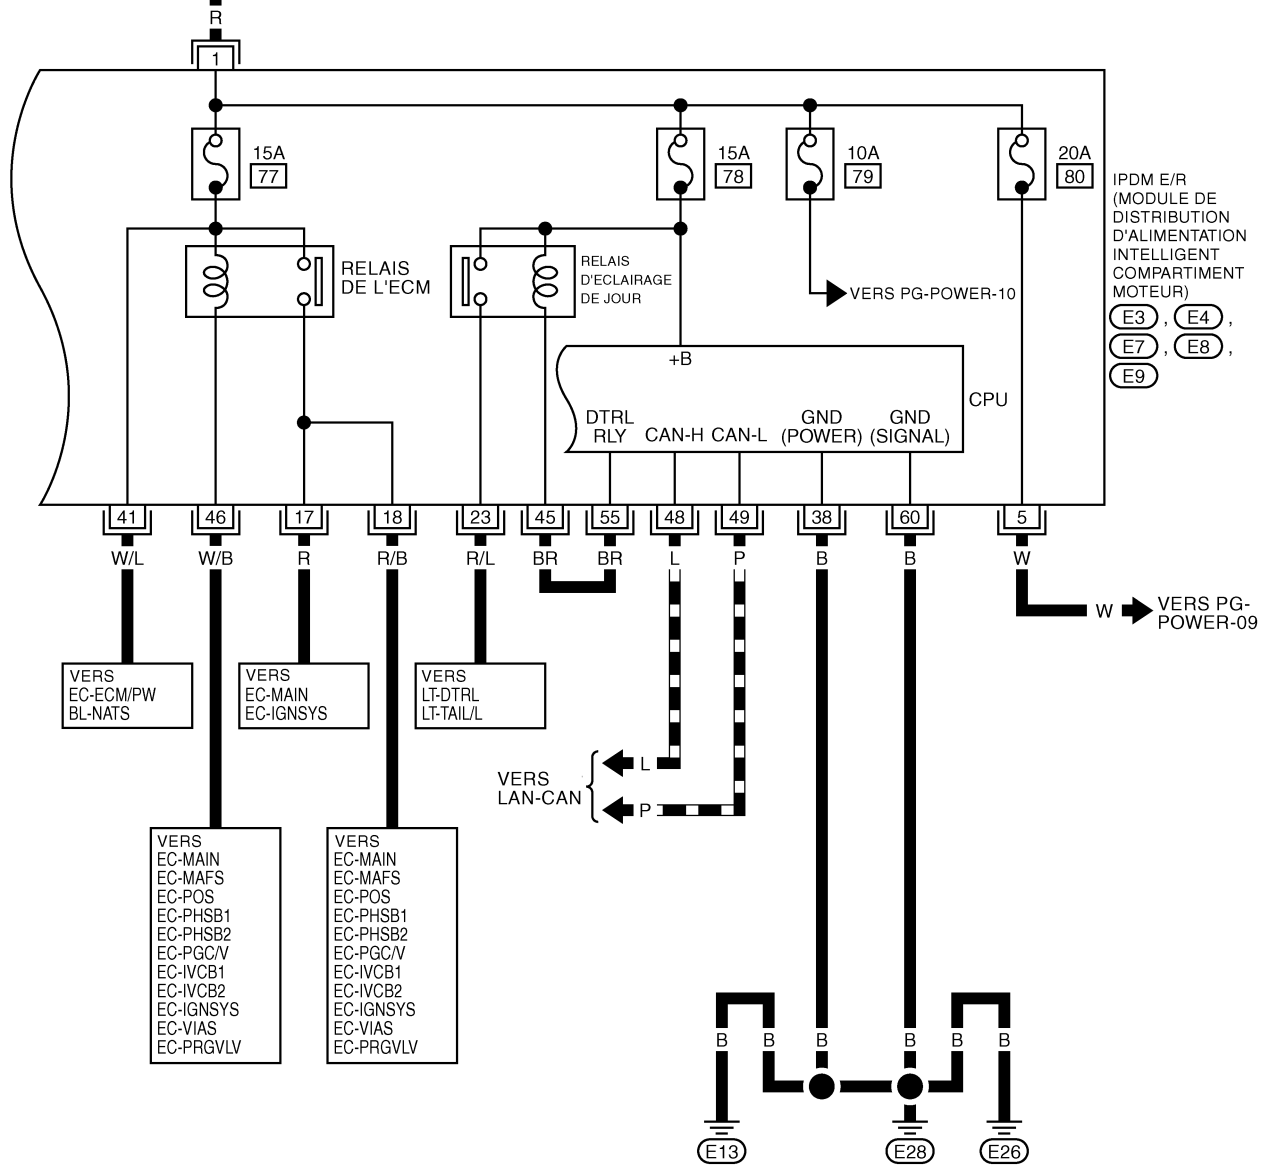 R
1
15A
77
15A
78
10A
79
20A
80
IPDM E/R
(MODULE DE
DISTRIBUTION
D'ALIMENTATION
INTELLIGENT
COMPARTIMENT
MOTEUR)
E3 , E4 ,
E7 , E8 ,
E9
RELAIS
DE L'ECM
RELAIS
D'ECLAIRAGE
DE JOUR
VERS PG-POWER-10
+B
CPU
DTRL
RLY
CAN-H
CAN-L
GND
(POWER)
GND
(SIGNAL)
41 46 17 18 23 45 55 48 49 38 60 5
W/L W/B R R/B R/L BR BR L P B B W
W
VERS PG-
POWER-09
VERS
EC-ECM/PW
BL-NATS
VERS
EC-MAIN
EC-IGNSYS
VERS
LT-DTRL
LT-TAIL/L
VERS
LAN-CAN
L
P
VERS
EC-MAIN
EC-MAFS
EC-POS
EC-PHSB1
EC-PHSB2
EC-PGC/V
EC-IVCB1
EC-IVCB2
EC-IGNSYS
EC-VIAS
EC-PRGVLV
VERS
EC-MAIN
EC-MAFS
EC-POS
EC-PHSB1
EC-PHSB2
EC-PGC/V
EC-IVCB1
EC-IVCB2
EC-IGNSYS
EC-VIAS
EC-PRGVLV
B B B B B B
E13 E28 E26